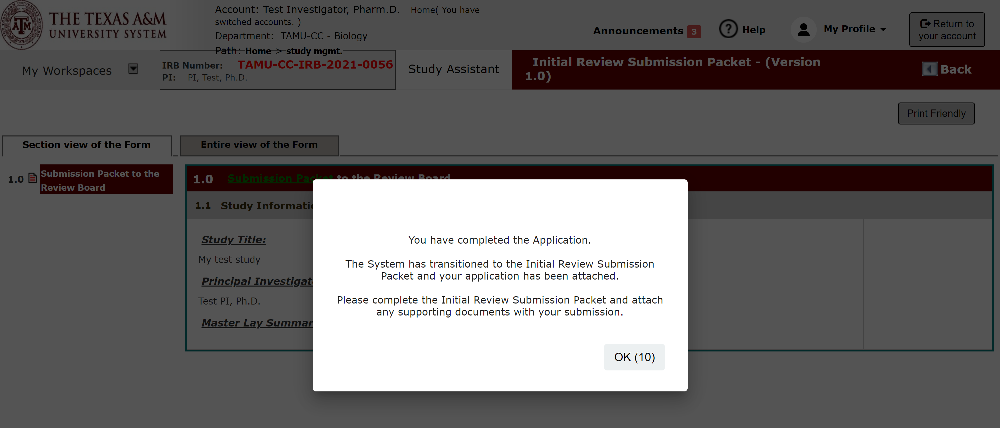 THE TEXAS A&M
UNIVERSITY SYSTEM
1876
Account: Test Investigator, Pharm.D. Home( You have
switched accounts. )
Department: TAMU-CC - Biology
Path: Home > study mgmt.
Announcements 3
Help
My Profile
Return to
your account
My Workspaces
IRB Number: TAMU-CC-IRB-2021-0056
PI: PI, Test, Ph.D.
Study Assistant
Initial Review Submission Packet - (Version
1.0)
Back
Print Friendly
Section view of the Form
Entire view of the Form
1.0 Submission Packet to the
Review Board
1.0 Submission Packet to the Review Board
1.1 Study Informatio
Study Title:
My test study
Principal Investigat
Test PI, Ph.D.
Master Lay Summar
You have completed the Application.
The System has transitioned to the Initial Review Submission
Packet and your application has been attached.
Please complete the Initial Review Submission Packet and attach
any supporting documents with your submission.
OK (10)